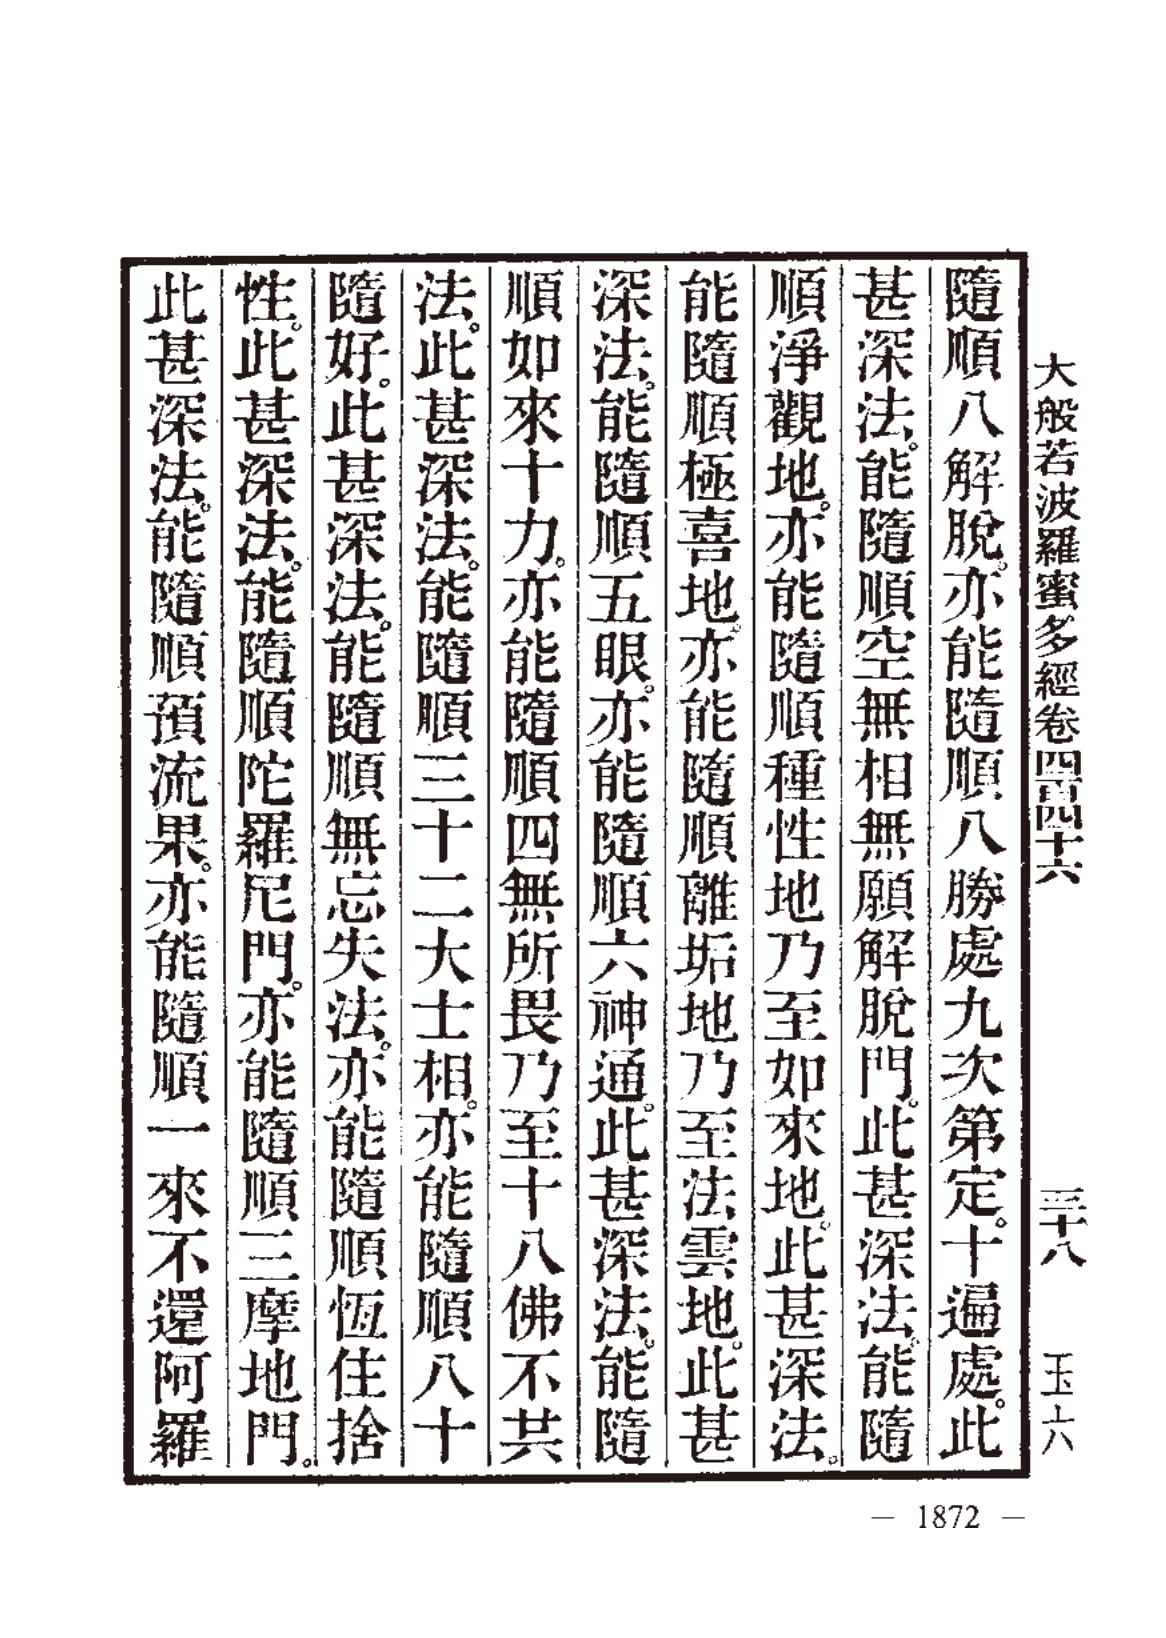 大般若波羅蜜多經卷四百四十六　三十八　玉六
隨順八解脫。亦能隨順八勝處九次第定。十遍處。此
甚深法。能隨順空無相無願解脫門。此甚深法。能隨
順淨觀地。亦能隨順種性地乃至如來地。此甚深法。
能隨順極喜地。亦能隨順離垢地乃至法雲地。此甚
深法。能隨順五眼。亦能隨順六神通。此甚深法。能隨
順如來十力。亦能隨順四無所畏乃至十八佛不共
法。此甚深法。能隨順三十二大士相。亦能隨順八十
隨好。此甚深法。能隨順無忘失法。亦能隨順恆住捨
性。此甚深法。能隨順陀羅尼門。亦能隨順三摩地門。
此甚深法。能隨順預流果。亦能隨順一來不還阿羅
— 1872 —